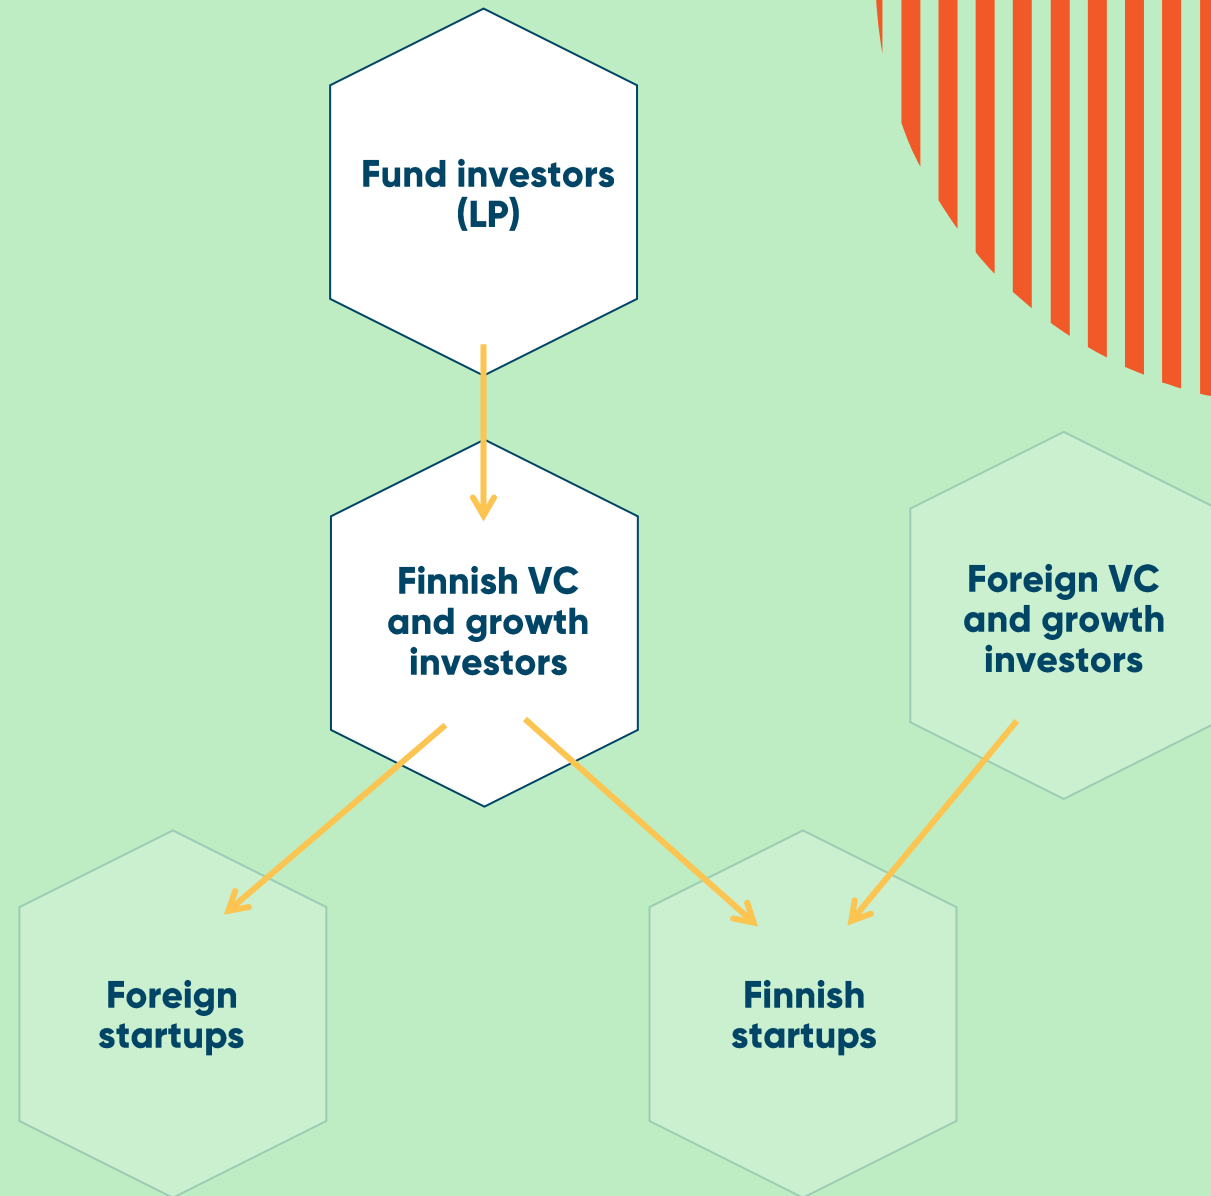 Fund investors
(LP)
Finnish VC
and growth
investors
Foreign VC
and growth
investors
Foreign
startups
Finnish
startups